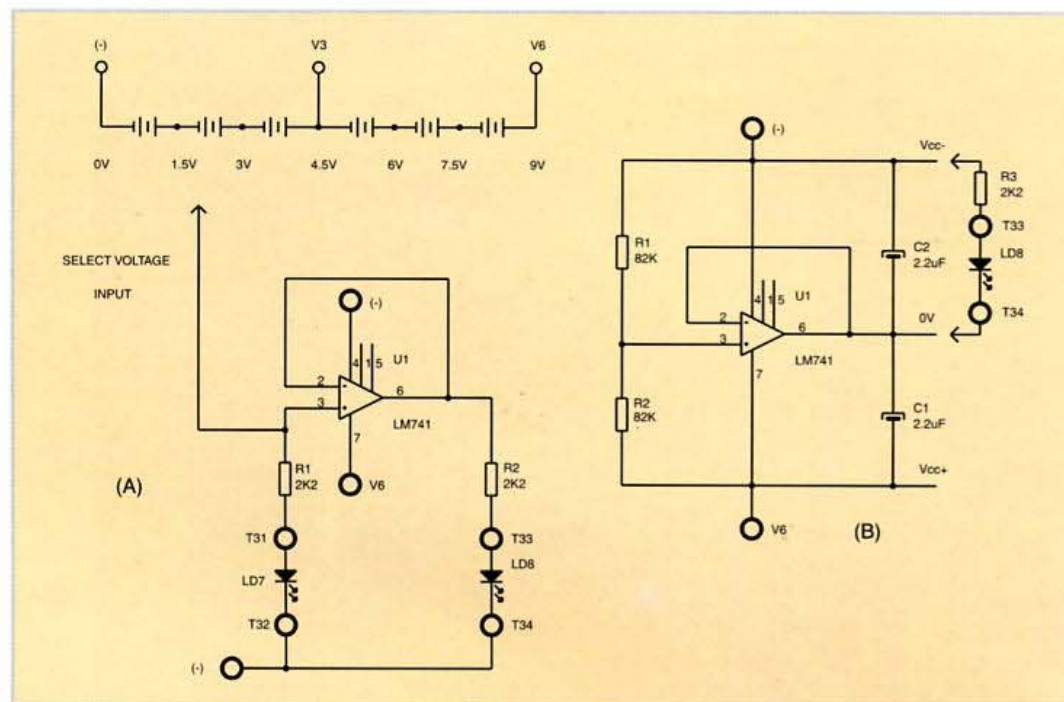 (-) V3 V6
0V 1.5V 3V 4.5V 6V 7.5V 9V
SELECT VOLTAGE
INPUT
(-)
4 1 5
U1
2
-
3
+
6
LM741
7
V6
R1
2K2
R2
2K2
(A)
T31
LD7
T32
T33
LD8
T34
(-)
(-)
Vcc-
R1
82K
R2
82K
4 1 5
U1
2
-
3
+
6
LM741
7
C2
2.2uF
0V
C1
2.2uF
Vcc+
R3
2K2
T33
LD8
T34
V6
(B)